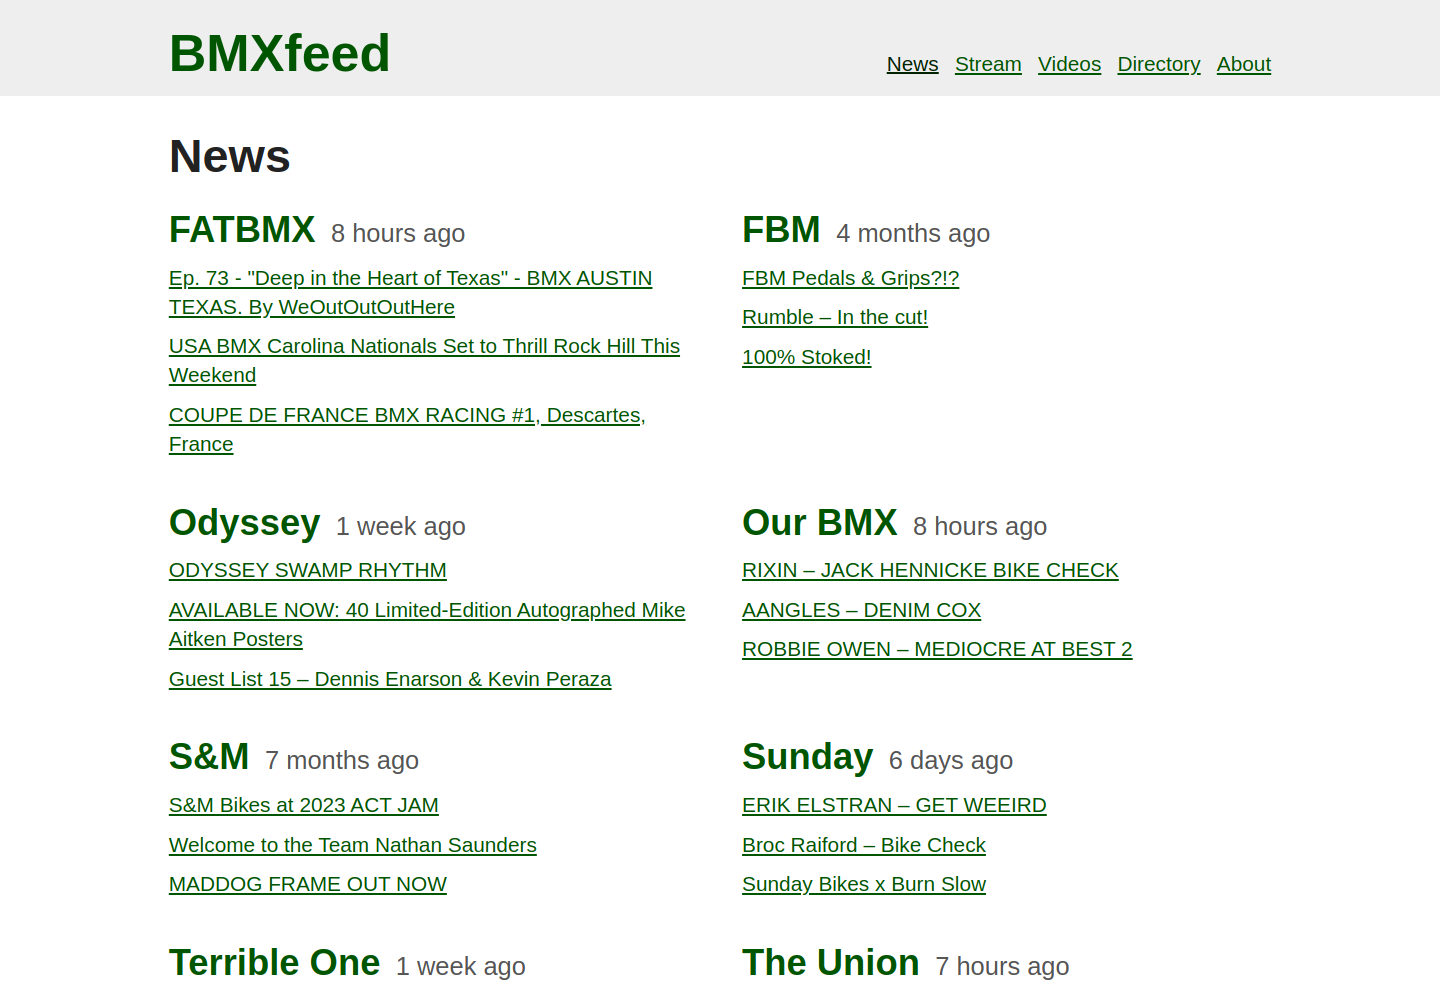 BMXfeed
News Stream Videos Directory About
News
FATBMX 8 hours ago
Ep. 73 - "Deep in the Heart of Texas" - BMX AUSTIN
TEXAS. By WeOutOutOutHere
USA BMX Carolina Nationals Set to Thrill Rock Hill This
Weekend
COUPE DE FRANCE BMX RACING #1, Descartes,
France
FBM 4 months ago
FBM Pedals & Grips?!?
Rumble – In the cut!
100% Stoked!
Odyssey 1 week ago
ODYSSEY SWAMP RHYTHM
AVAILABLE NOW: 40 Limited-Edition Autographed Mike
Aitken Posters
Guest List 15 – Dennis Enarson & Kevin Peraza
Our BMX 8 hours ago
RIXIN – JACK HENNICKE BIKE CHECK
AANGLES – DENIM COX
ROBBIE OWEN – MEDIOCRE AT BEST 2
S&M 7 months ago
S&M Bikes at 2023 ACT JAM
Welcome to the Team Nathan Saunders
MADDOG FRAME OUT NOW
Sunday 6 days ago
ERIK ELSTRAN – GET WEEIRD
Broc Raiford – Bike Check
Sunday Bikes x Burn Slow
Terrible One 1 week ago
The Union 7 hours ago